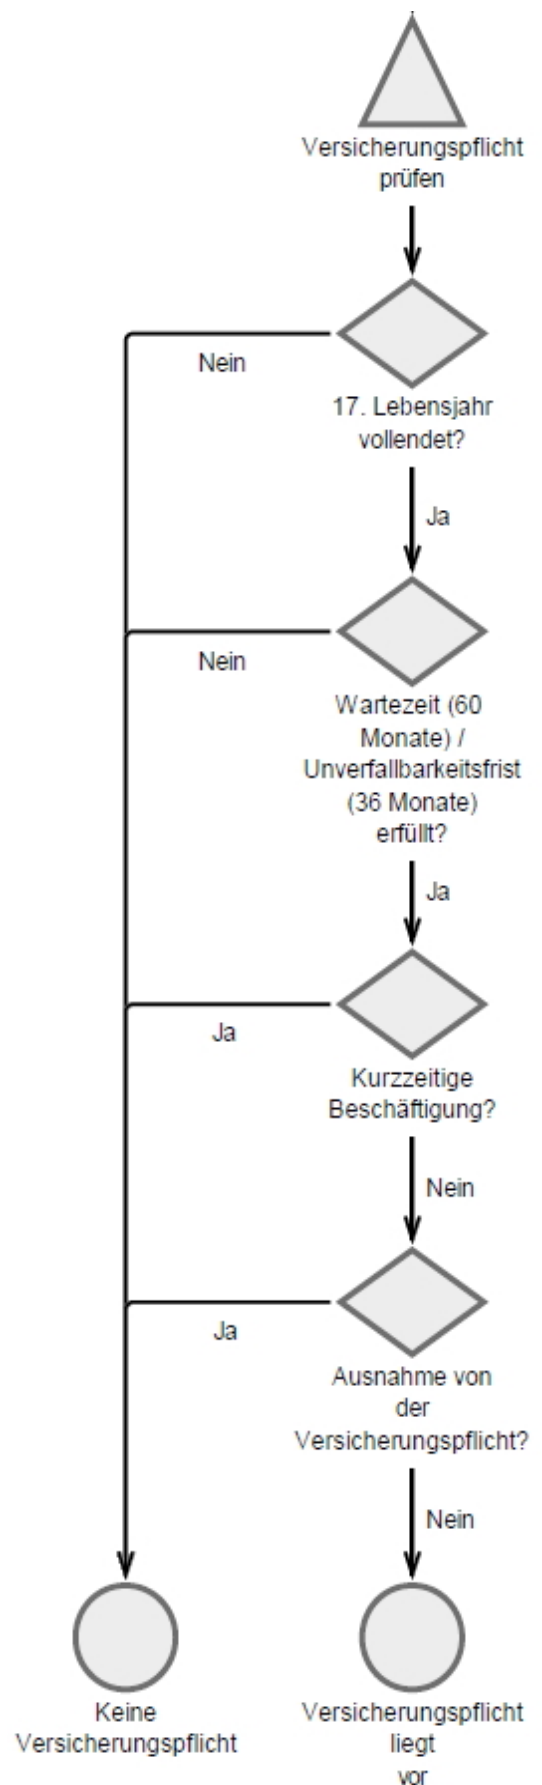 Versicherungspflicht
prüfen
Nein
17. Lebensjahr
vollendet?
Ja
Nein
Wartezeit (60
Monate) /
Unverfallbarkeitsfrist
(36 Monate)
erfüllt?
Ja
Ja
Kurzzeitige
Beschäftigung?
Nein
Ja
Ausnahme von
der
Versicherungspflicht?
Nein
Keine
Versicherungspflicht
Versicherungspflicht
liegt
vor